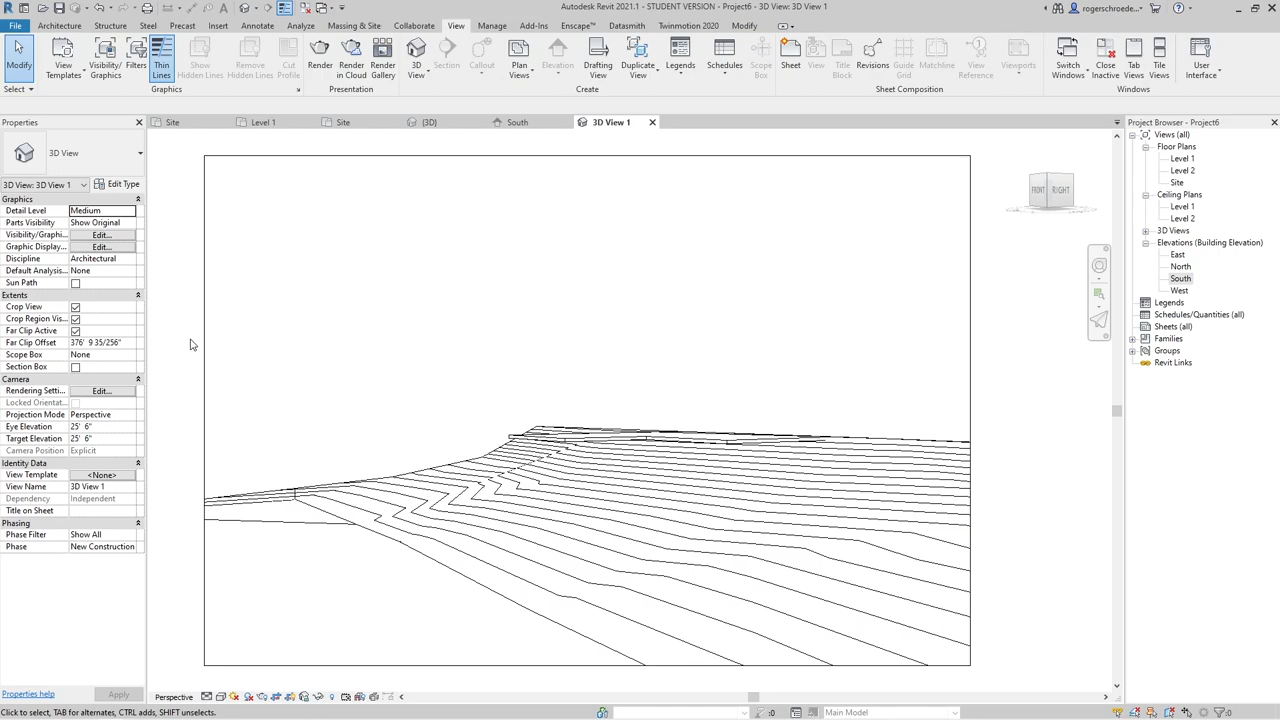 Autodesk Revit 2021.1 - STUDENT VERSION - Project6 - 3D View: 3D View 1
rogerschroede...
File Architecture Structure Steel Precast Insert Annotate Analyze Massing & Site Collaborate View Manage Add-Ins Enscape™ Datasmith Twinmotion 2020 Modify
Modify
View Templates
Visibility/ Graphics
Filters
Thin Lines
Show Hidden Lines
Remove Hidden Lines
Cut Profile
Render
Render in Cloud
Render Gallery
3D View
Section
Callout
Plan Views
Elevation
Drafting View
Duplicate View
Legends
Schedules
Scope Box
Sheet
View
Title Block
Revisions
Guide Grid
Matchline
View Reference
Viewports
Switch Windows
Close Inactive
Tab Views
Tile Views
User Interface
Select Graphics Presentation Create Sheet Composition Windows
Properties
Site Level 1 Site {3D} South 3D View 1
Project Browser - Project6
3D View
3D View: 3D View 1 Edit Type
Graphics
Detail Level Medium
Parts Visibility Show Original
Visibility/Graphi... Edit...
Graphic Display... Edit...
Discipline Architectural
Default Analysis... None
Sun Path
Extents
Crop View
Crop Region Vis...
Far Clip Active
Far Clip Offset 376' 9 35/256"
Scope Box None
Section Box
Camera
Rendering Setti... Edit...
Locked Orientat...
Projection Mode Perspective
Eye Elevation 25' 6"
Target Elevation 25' 6"
Camera Position Explicit
Identity Data
View Template <None>
View Name 3D View 1
Dependency Independent
Title on Sheet
Phasing
Phase Filter Show All
Phase New Construction
Properties help Apply
FRONT RIGHT
Views (all)
Floor Plans
Level 1
Level 2
Site
Ceiling Plans
Level 1
Level 2
3D Views
Elevations (Building Elevation)
East
North
South
West
Legends
Schedules/Quantities (all)
Sheets (all)
Families
Groups
Revit Links
Perspective
Click to select, TAB for alternates, CTRL adds, SHIFT unselects.
:0
Main Model
:0